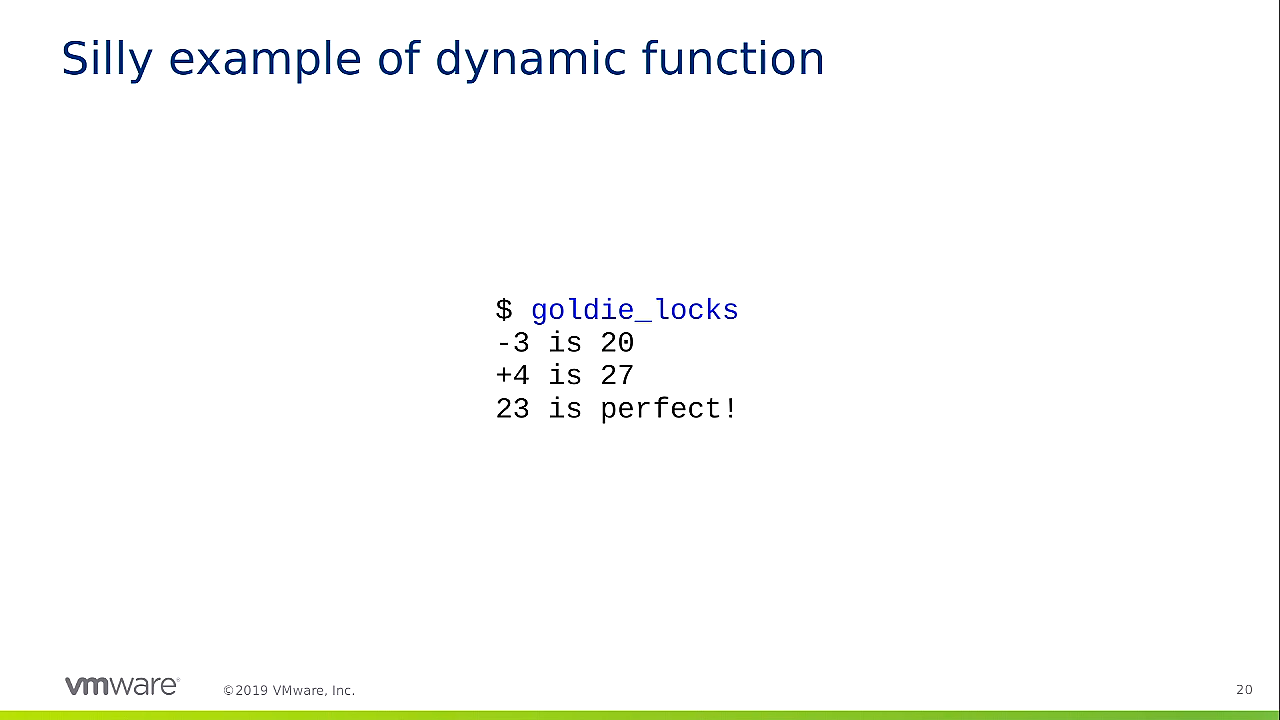 Silly example of dynamic function
$ goldie_locks
-3 is 20
+4 is 27
23 is perfect!
vmware
©2019 VMware, Inc.
20